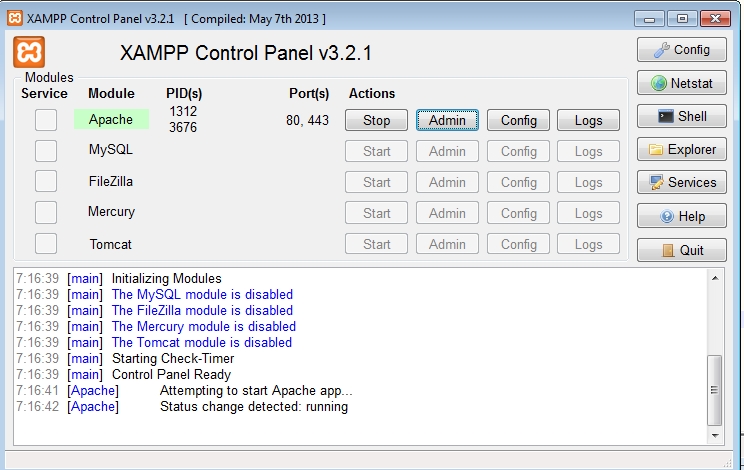 XAMPP Control Panel v3.2.1 [ Compiled: May 7th 2013 ]
XAMPP Control Panel v3.2.1
Config
Modules
Service Module PID(s) Port(s) Actions
Netstat
Apache 1312 3676 80, 443 Stop Admin Config Logs
Shell
MySQL Start Admin Config Logs
Explorer
FileZilla Start Admin Config Logs
Services
Mercury Start Admin Config Logs
Help
Tomcat Start Admin Config Logs
Quit
7:16:39 [main] Initializing Modules
7:16:39 [main] The MySQL module is disabled
7:16:39 [main] The FileZilla module is disabled
7:16:39 [main] The Mercury module is disabled
7:16:39 [main] The Tomcat module is disabled
7:16:39 [main] Starting Check-Timer
7:16:39 [main] Control Panel Ready
7:16:41 [Apache] Attempting to start Apache app...
7:16:42 [Apache] Status change detected: running